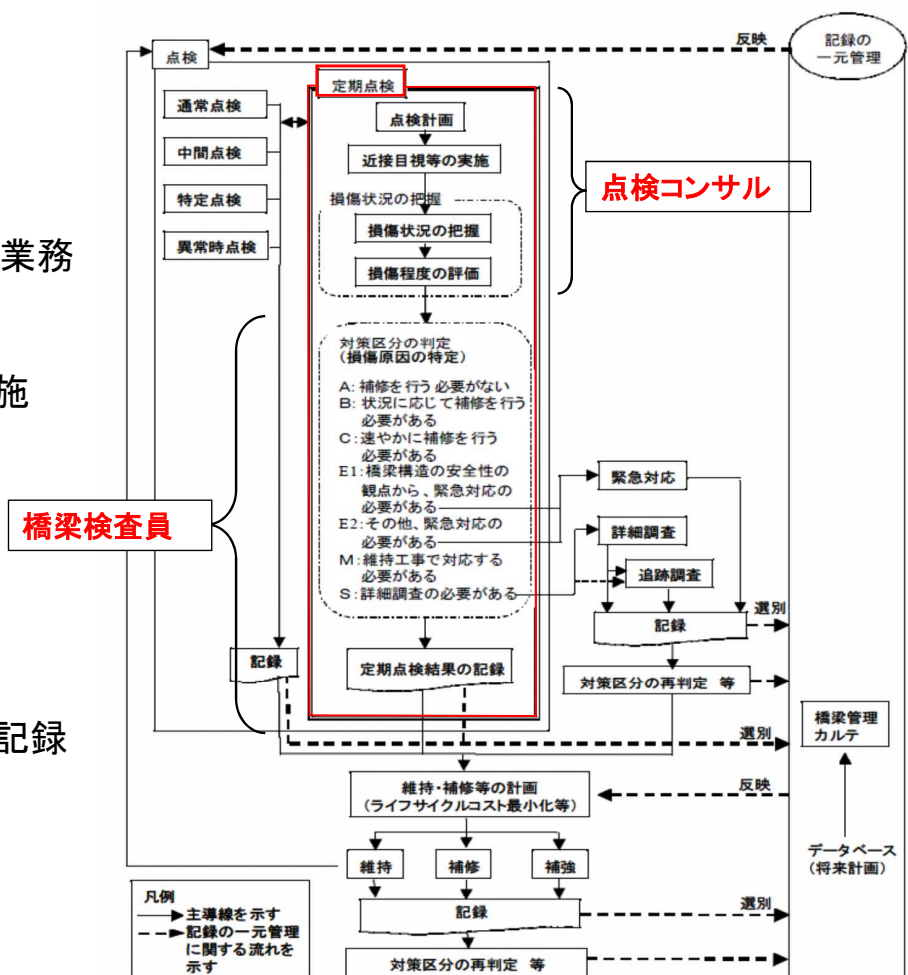 反映
記録の
一元管理
点検
定期点検
通常点検
中間点検
特定点検
異常時点検
点検計画
近接目視等の実施
損傷状況の把握
損傷状況の把握
損傷程度の評価
点検コンサル
業務
施
橋梁検査員
記録
対策区分の判定
(損傷原因の特定)
A:補修を行う必要がない
B:状況に応じて補修を行う
必要がある
C:速やかに補修を行う
必要がある
E1:橋梁構造の安全性の
観点から、緊急対応の
必要がある
E2:その他、緊急対応の
必要がある
M:維持工事で対応する
必要がある
S:詳細調査の必要がある
緊急対応
詳細調査
追跡調査
選別
記録
対策区分の再判定 等
記録
定期点検結果の記録
選別
橋梁管理
カルテ
維持・補修等の計画
(ライフサイクルコスト最小化等)
反映
データベース
(将来計画)
維持
補修
補強
記録
選別
対策区分の再判定 等
凡例
主導線を示す
記録の一元管理
に関する流れを
示す